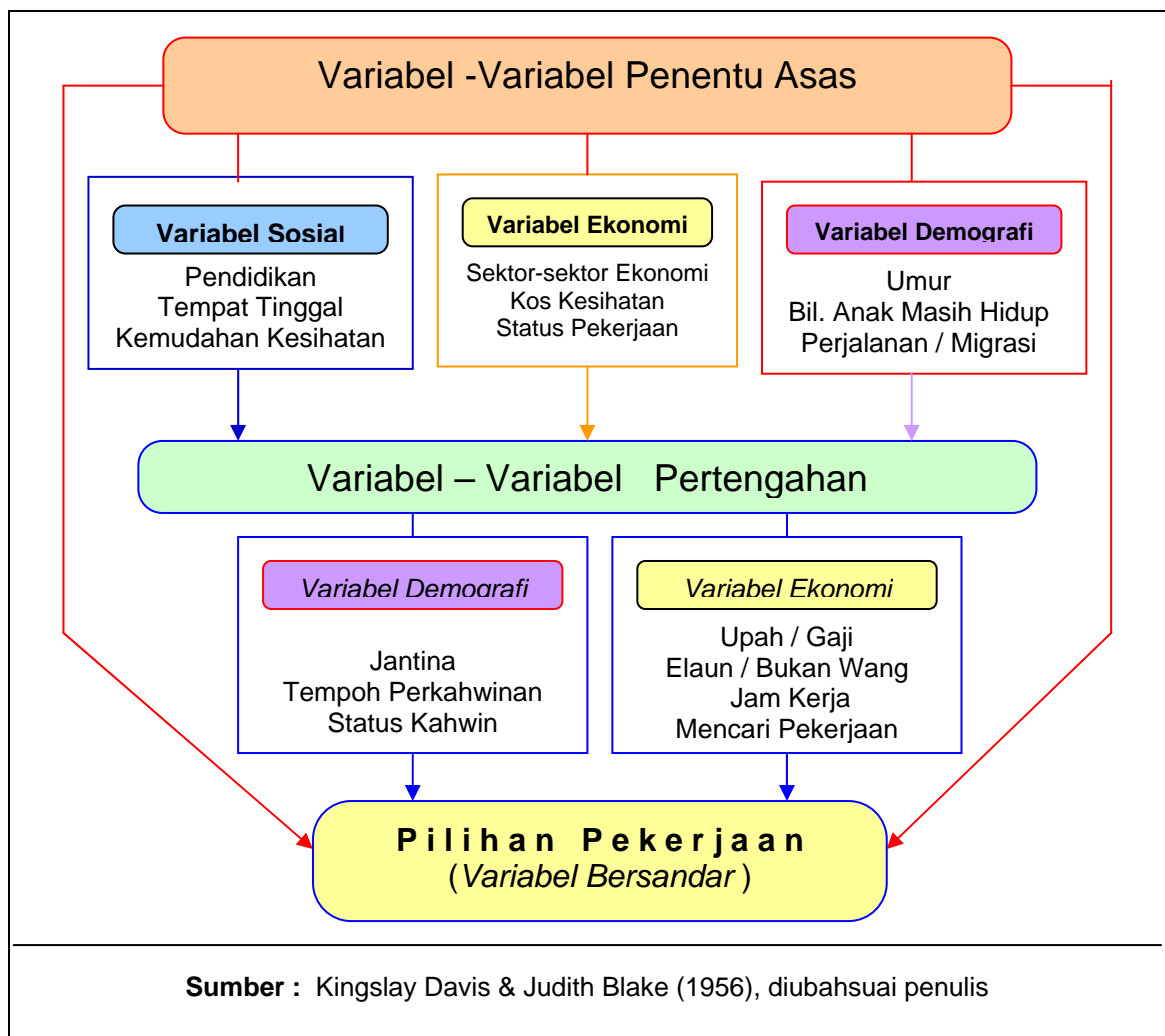 Variabel -Variabel Penentu Asas
Variabel Sosial
Pendidikan
Tempat Tinggal
Kemudahan Kesihatan
Variabel Ekonomi
Sektor-sektor Ekonomi
Kos Kesihatan
Status Pekerjaan
Variabel Demografi
Umur
Bil. Anak Masih Hidup
Perjalanan / Migrasi
Variabel – Variabel Pertengahan
Variabel Demografi
Jantina
Tempoh Perkahwinan
Status Kahwin
Variabel Ekonomi
Upah / Gaji
Elaun / Bukan Wang
Jam Kerja
Mencari Pekerjaan
Pilihan Pekerjaan
(Variabel Bersandar)
Sumber : Kingslay Davis & Judith Blake (1956), diubahsuai penulis